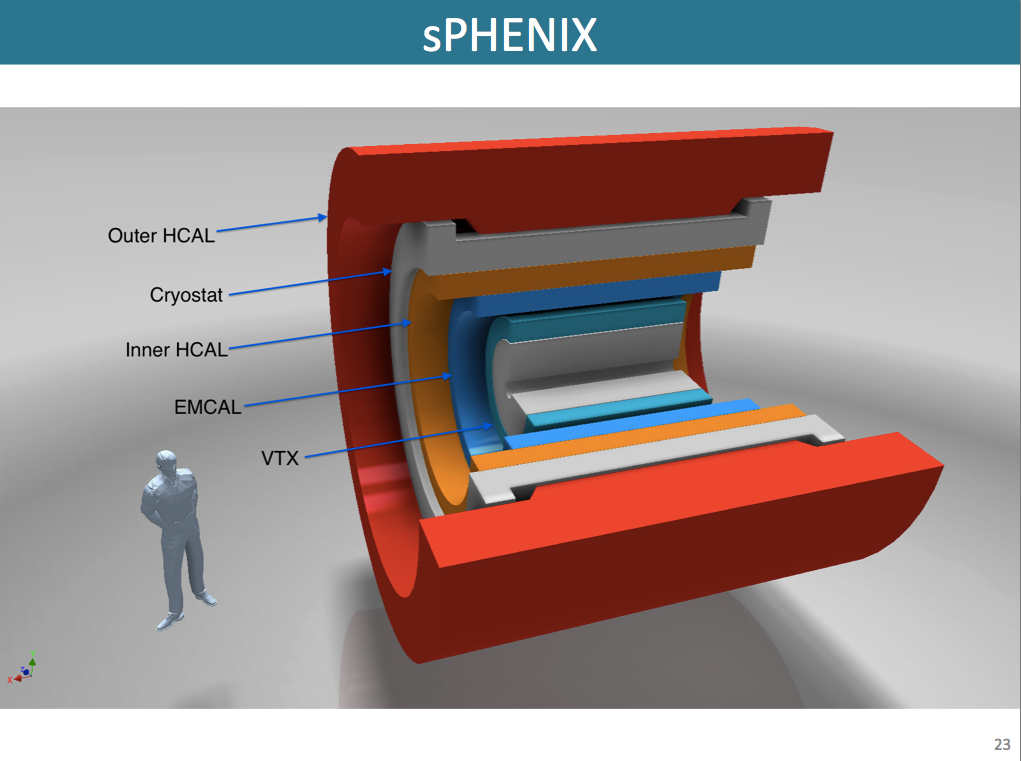 sPHENIX
Outer HCAL
Cryostat
Inner HCAL
EMCAL
VTX
23